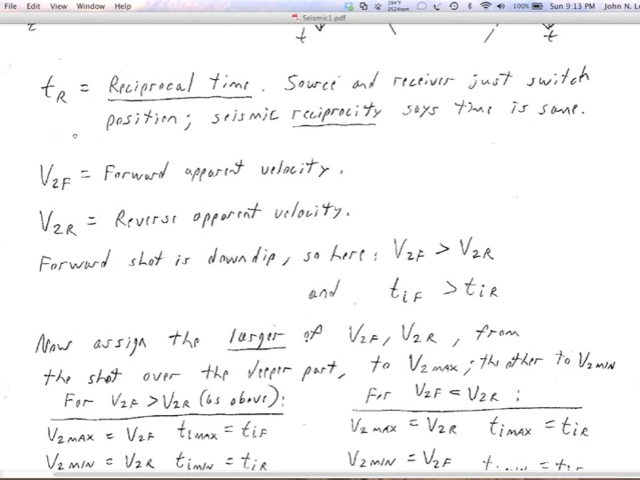 File Edit View Window Help 184°F 2524rpm 100% Sun 9:13 PM John N. L
Seismic1.pdf
t
t_R = Reciprocal time. Source and receiver just switch
position; seismic reciprocity says time is same.
V_2F = Forward apparent velocity.
V_2R = Reverse apparent velocity.
Forward shot is downdip, so here: V_2F > V_2R
and t_iF > t_iR
Now assign the larger of V_2F, V_2R, from
the shot over the deeper part, to V_2MAX; the other to V_2MIN
For V_2F > V_2R (as above):
V_2MAX = V_2F t_iMAX = t_iF
V_2MIN = V_2R t_iMIN = t_iR
For V_2F < V_2R:
V_2MAX = V_2R t_iMAX = t_iR
V_2MIN = V_2F